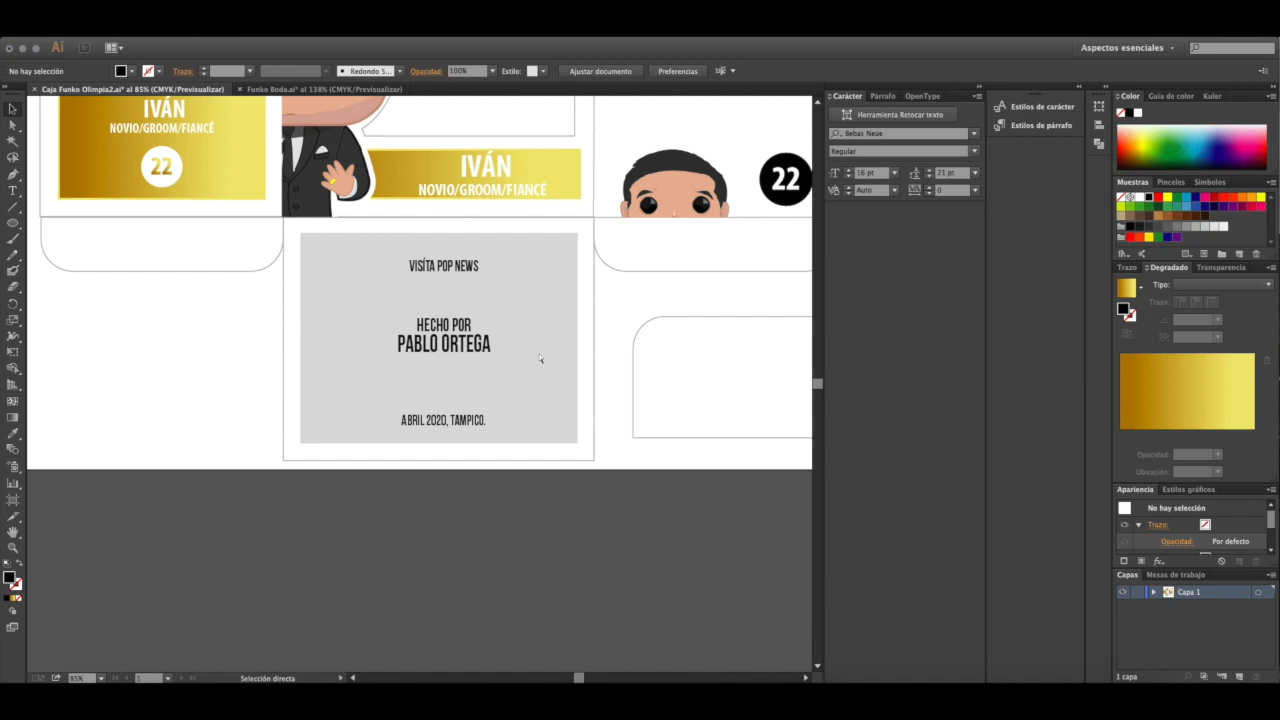 Ai
Br
Aspectos esenciales
No hay selección
Trazo:
Redondo 5...
Opacidad:
100%
Estilo:
Ajustar documento
Preferencias
× Caja Funko Olimpia2.ai* al 85% (CMYK/Previsualizar)
× Funko Boda.ai* al 138% (CMYK/Previsualizar)
IVÁN
NOVIO/GROOM/FIANCÉ
22
IVÁN
NOVIO/GROOM/FIANCÉ
22
VISÍTA POP NEWS
HECHO POR
PABLO ORTEGA
ABRIL 2020, TAMPICO.
85%
1
Selección directa
Carácter
Párrafo
OpenType
Herramienta Retocar texto
Bebas Neue
Regular
16 pt
21 pt
Auto
0
Estilos de carácter
Estilos de párrafo
Color
Guía de color
Kuler
Muestras
Pinceles
Símbolos
Trazo
Degradado
Transparencia
Tipo:
Trazo:
Opacidad:
Ubicación:
Apariencia
Estilos gráficos
No hay selección
Trazo:
Opacidad:
Por defecto
fx
Capas
Mesas de trabajo
Capa 1
1 capa